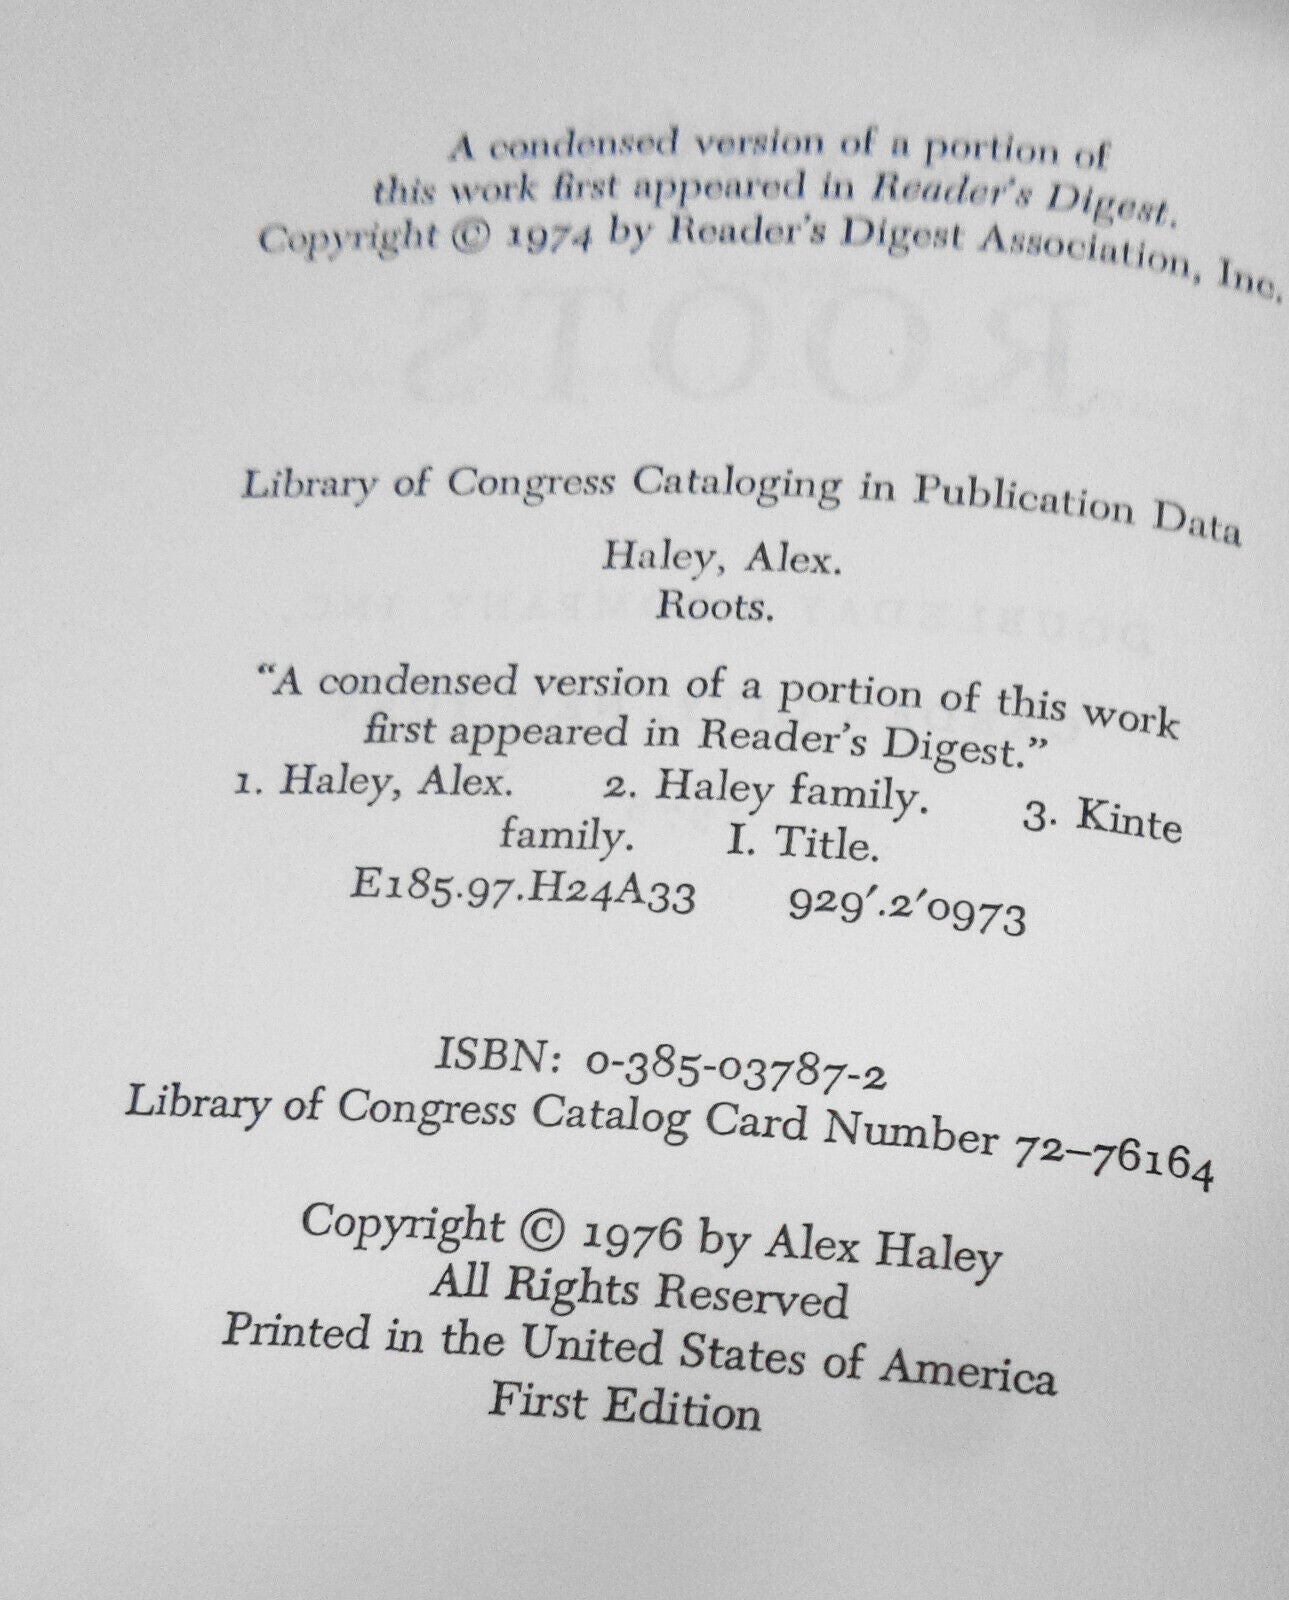 A condensed version of a portion of
this work first appeared in Reader's Digest.
Copyright © 1974 by Reader's Digest Association, Inc.
ROOTS
Library of Congress Cataloging in Publication Data
Haley, Alex.
Roots.
"A condensed version of a portion of this work
first appeared in Reader's Digest."
1. Haley, Alex. 2. Haley family. 3. Kinte
family. I. Title.
E185.97.H24A33 929'.2'0973
ISBN: 0-385-03787-2
Library of Congress Catalog Card Number 72–76164
Copyright © 1976 by Alex Haley
All Rights Reserved
Printed in the United States of America
First Edition